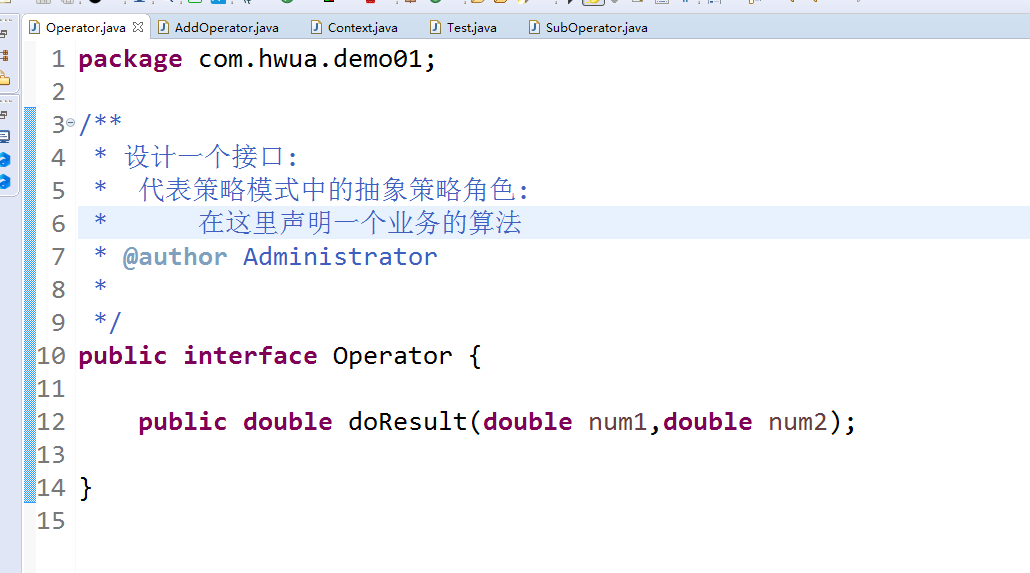 Operator.java AddOperator.java Context.java Test.java SubOperator.java
1 package com.hwua.demo01;
2
3 /**
4 * 设计一个接口:
5 * 代表策略模式中的抽象策略角色:
6 * 在这里声明一个业务的算法
7 * @author Administrator
8 *
9 */
10 public interface Operator {
11
12 public double doResult(double num1,double num2);
13
14 }
15